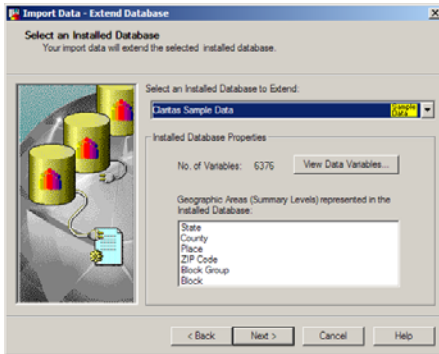 Import Data - Extend Database
Select an Installed Database
Your import data will extend the selected installed database.
Select an Installed Database to Extend:
Claritas Sample Data
Sample Data
Installed Database Properties
No. of Variables: 6376
View Data Variables...
Geographic Areas (Summary Levels) represented in the
Installed Database:
State
County
Place
ZIP Code
Block Group
Block
< Back
Next >
Cancel
Help